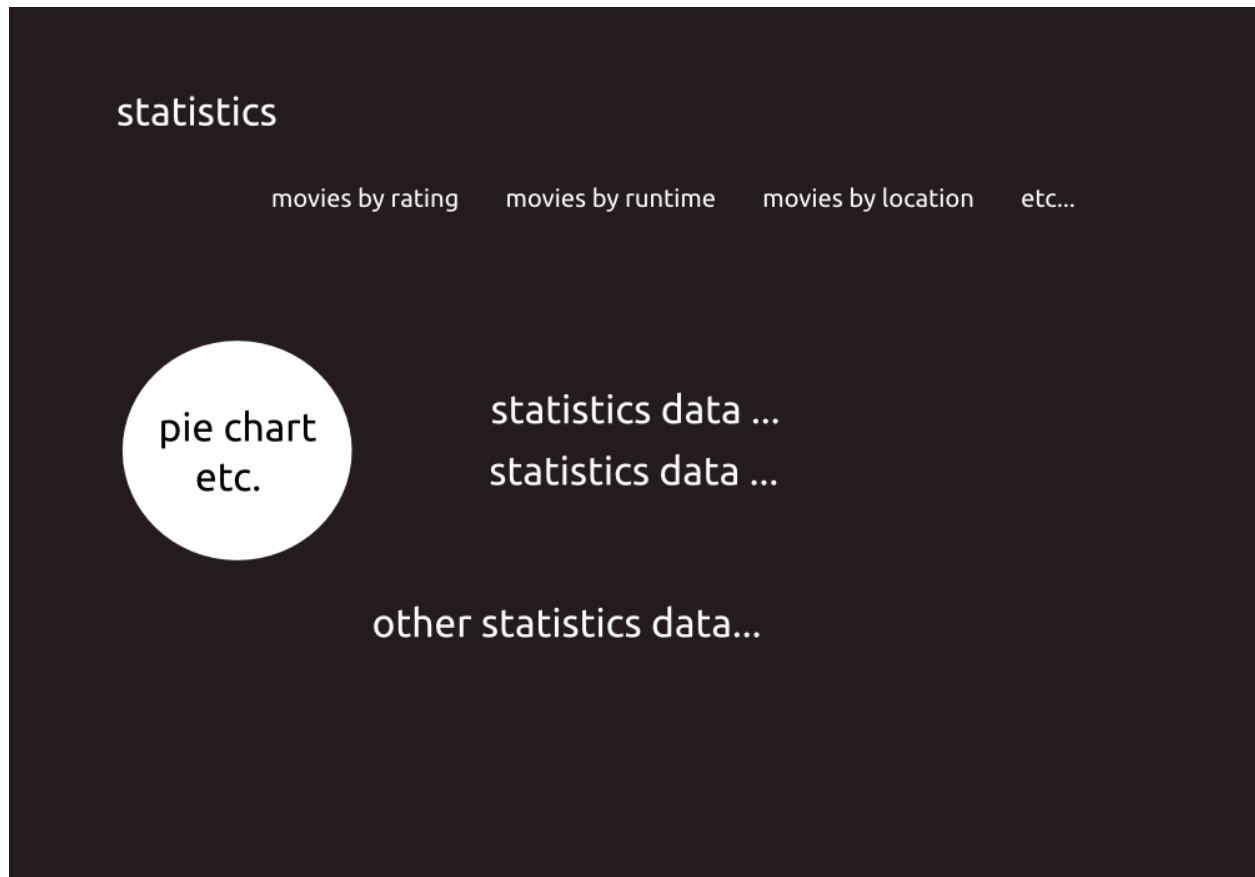 statistics
movies by rating movies by runtime movies by location etc...
pie chart
etc.
statistics data ...
statistics data ...
other statistics data...